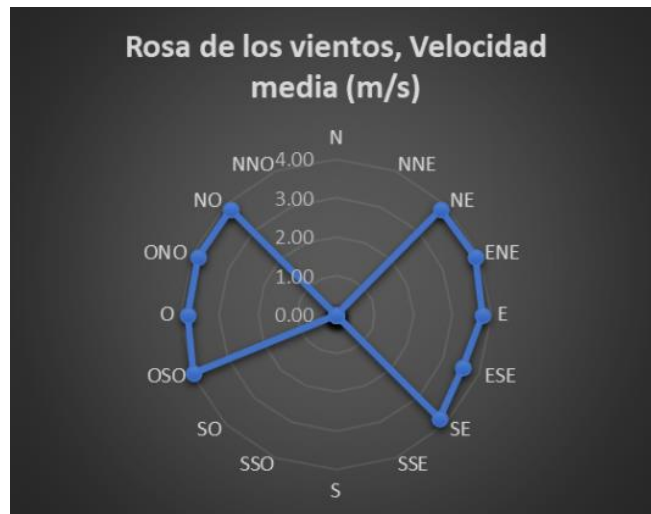 Rosa de los vientos, Velocidad
media (m/s)
N
NNO
4.00
NNE
NO
3.00
NE
2.00
ONO
ENE
1.00
O
0.00
E
OSO
ESE
SO
SE
SSO
SSE
S